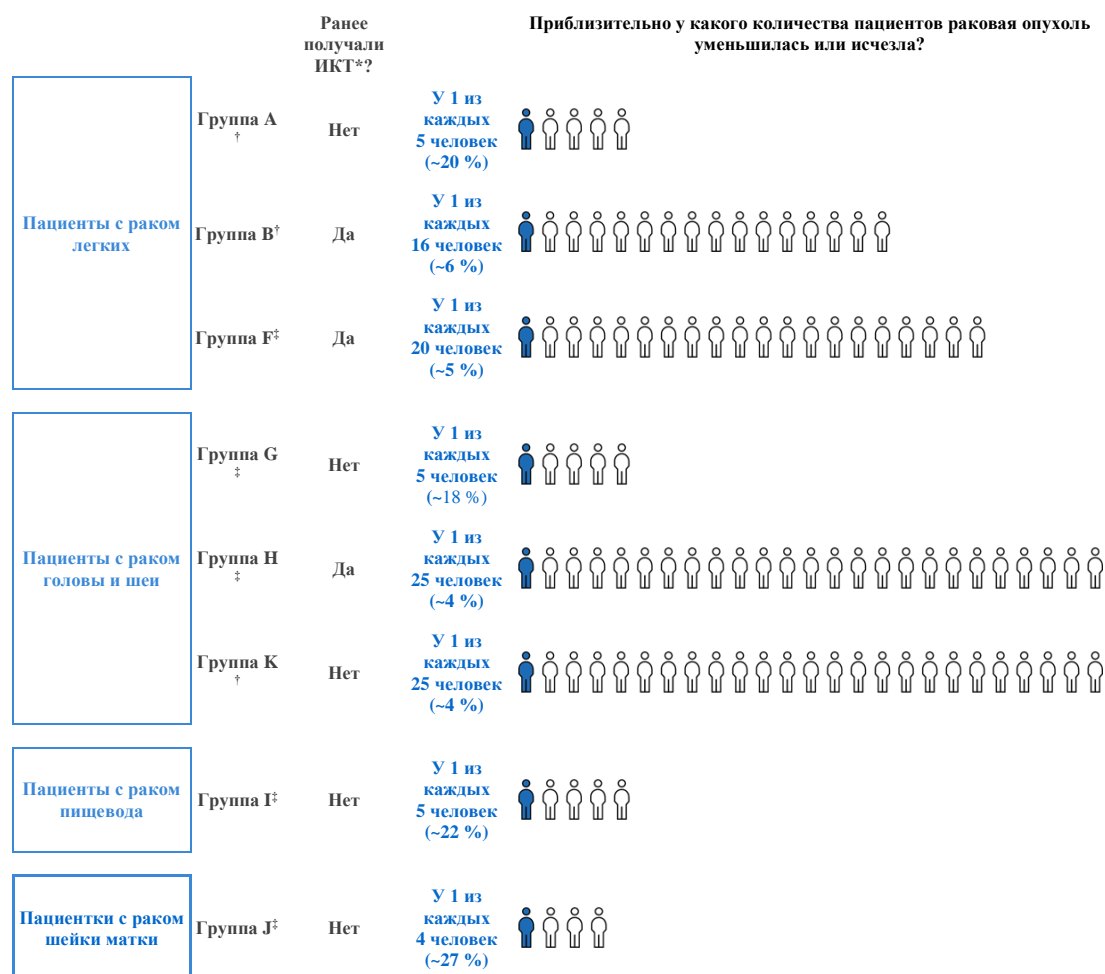 Ранее
получали
ИКТ*?
Приблизительно у какого количества пациентов раковая опухоль
уменьшилась или исчезла?
Пациенты с раком
легких
Группа A
†
Нет
У 1 из
каждых
5 человек
(~20 %)
Группа B†
Да
У 1 из
каждых
16 человек
(~6 %)
Группа F‡
Да
У 1 из
каждых
20 человек
(~5 %)
Пациенты с раком
головы и шеи
Группа G
‡
Нет
У 1 из
каждых
5 человек
(~18 %)
Группа H
‡
Да
У 1 из
каждых
25 человек
(~4 %)
Группа K
†
Нет
У 1 из
каждых
25 человек
(~4 %)
Пациенты с раком
пищевода
Группа I‡
Нет
У 1 из
каждых
5 человек
(~22 %)
Пациентки с раком
шейки матки
Группа J‡
Нет
У 1 из
каждых
4 человек
(~27 %)